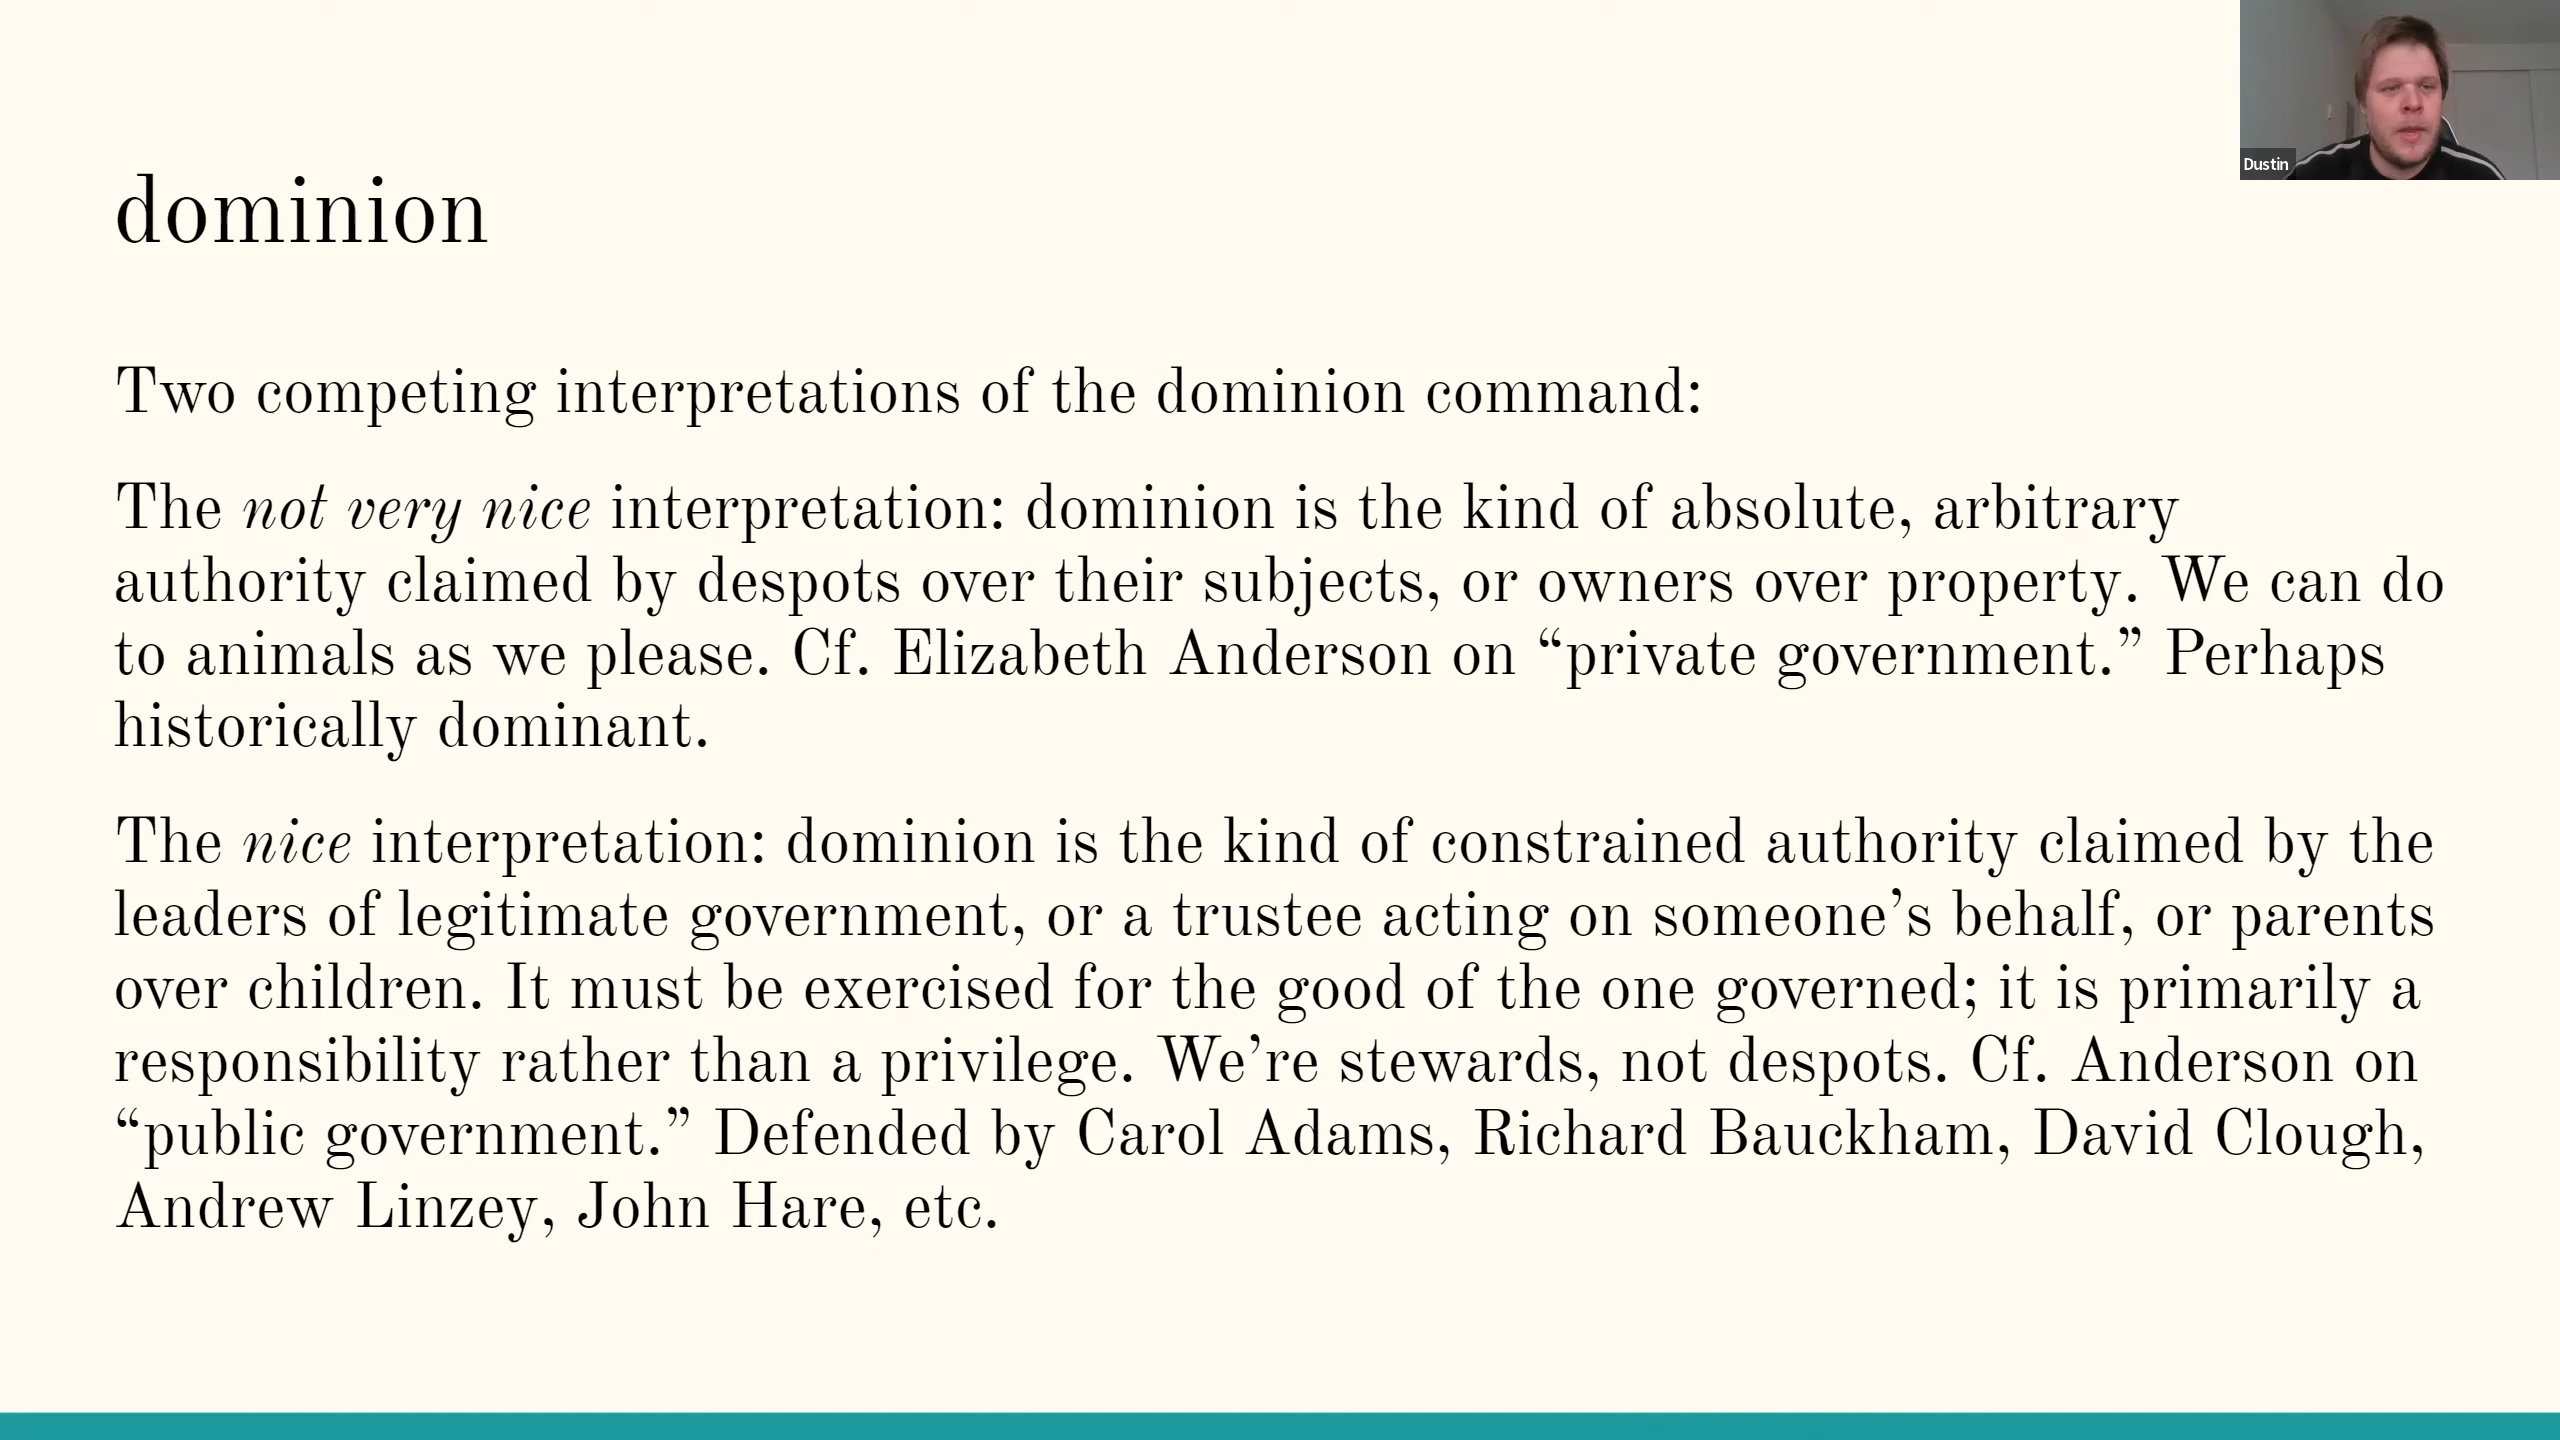 dominion
Two competing interpretations of the dominion command:
The not very nice interpretation: dominion is the kind of absolute, arbitrary
authority claimed by despots over their subjects, or owners over property. We can do
to animals as we please. Cf. Elizabeth Anderson on “private government.” Perhaps
historically dominant.
The nice interpretation: dominion is the kind of constrained authority claimed by the
leaders of legitimate government, or a trustee acting on someone’s behalf, or parents
over children. It must be exercised for the good of the one governed; it is primarily a
responsibility rather than a privilege. We’re stewards, not despots. Cf. Anderson on
“public government.” Defended by Carol Adams, Richard Bauckham, David Clough,
Andrew Linzey, John Hare, etc.
Dustin